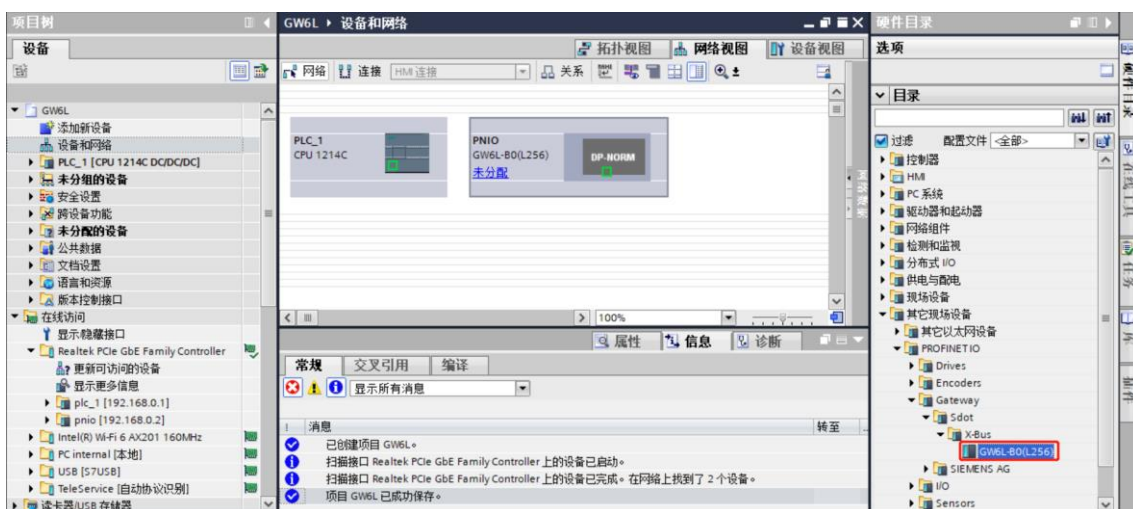 项目树
设备
GW6L
添加新设备
设备和网络
PLC_1 [CPU 1214C DC/DC/DC]
未分组的设备
安全设置
跨设备功能
未分配的设备
公共数据
文档设置
语言和资源
版本控制接口
在线访问
显示/隐藏接口
Realtek PCIe GbE Family Controller
更新可访问的设备
显示更多信息
plc_1 [192.168.0.1]
pnio [192.168.0.2]
Intel(R) Wi-Fi 6 AX201 160MHz
PC internal [本地]
USB [S7USB]
TeleService [自动协议识别]
读卡器/USB 存储器
GW6L ▸ 设备和网络
拓扑视图 网络视图 设备视图
网络 连接 HMI 连接 关系
PLC_1
CPU 1214C
PNIO
GW6L-B0(L256)
未分配
DP-NORM
网络数据
100%
属性 信息 诊断
常规 交叉引用 编译
显示所有消息
! 消息 转至
已创建项目 GW6L。
扫描接口 Realtek PCIe GbE Family Controller 上的设备已启动。
扫描接口 Realtek PCIe GbE Family Controller 上的设备已完成。在网络上找到了 2 个设备。
项目 GW6L 已成功保存。
硬件目录
选项
目录
过滤 配置文件 <全部>
控制器
HMI
PC 系统
驱动器和起动器
网络组件
检测和监视
分布式 I/O
供电与配电
现场设备
其它现场设备
其它以太网设备
PROFINET IO
Drives
Encoders
Gateway
Sdot
X-Bus
GW6L-B0(L256)
SIEMENS AG
I/O
Sensors
硬件目录
在线工具
任务
库
插件